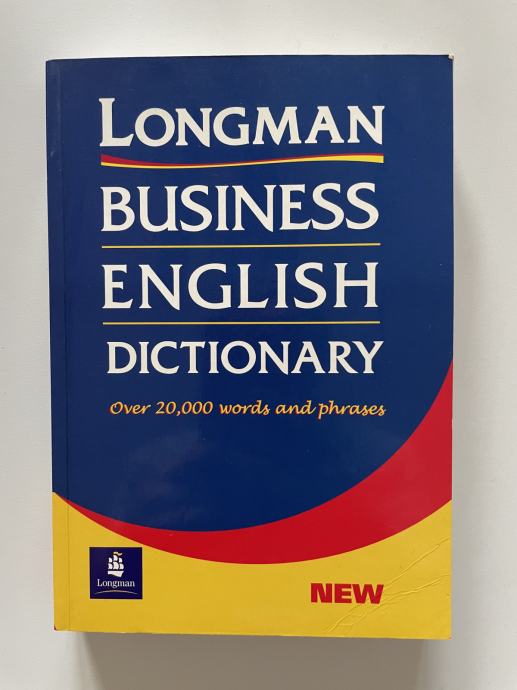 LONGMAN
BUSINESS
ENGLISH
DICTIONARY
Over 20,000 words and phrases
Longman
NEW